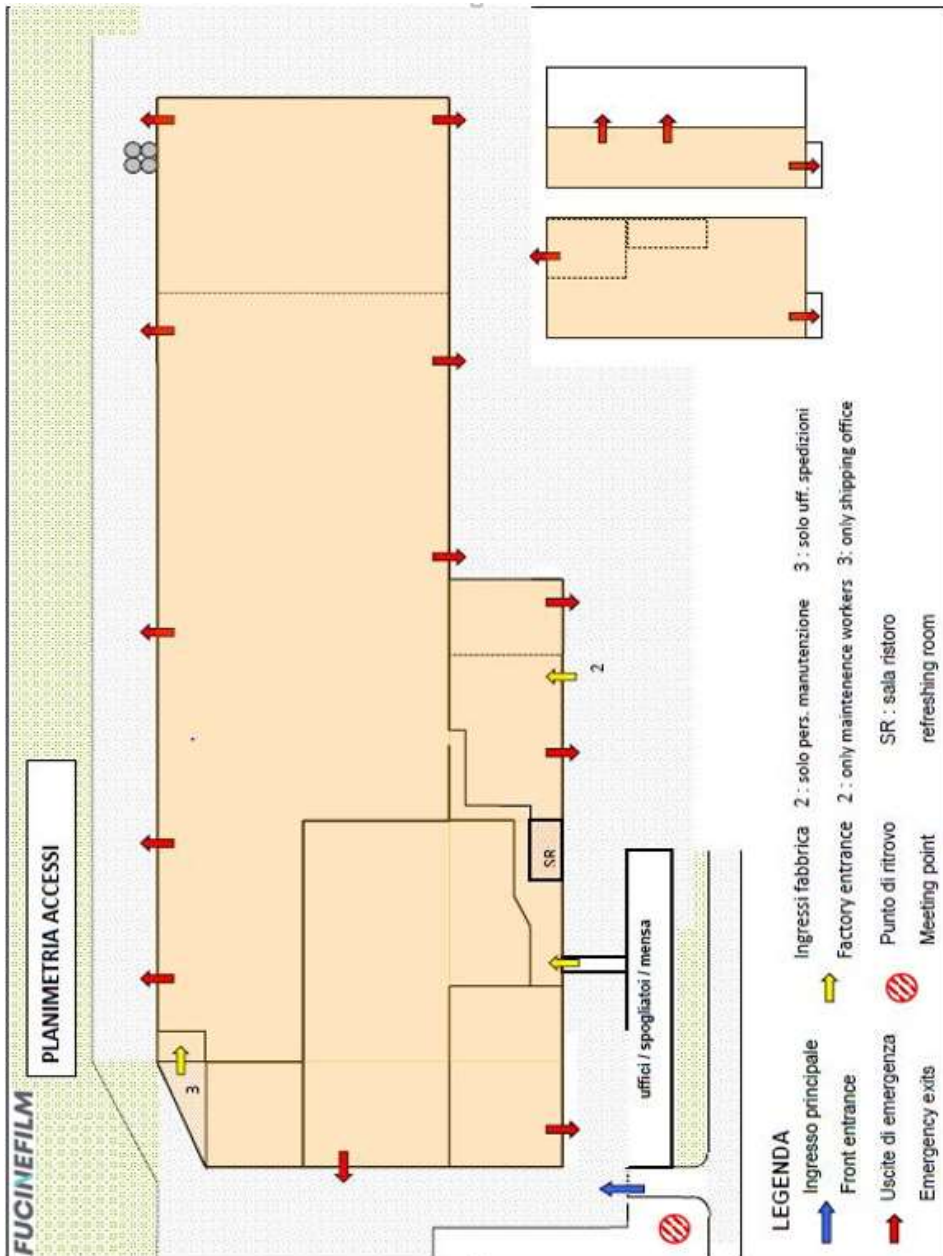 FUCINEFILM
PLANIMETRIA ACCESSI
3
2
SR
uffici / spogliatoi / mensa
LEGENDA
Ingresso principale
Front entrance
Uscite di emergenza
Emergency exits
Ingressi fabbrica 2 : solo pers. manutenzione 3 : solo uff. spedizioni
Factory entrance 2 : only maintenence workers 3: only shipping office
Punto di ritrovo SR : sala ristoro
Meeting point refreshing room